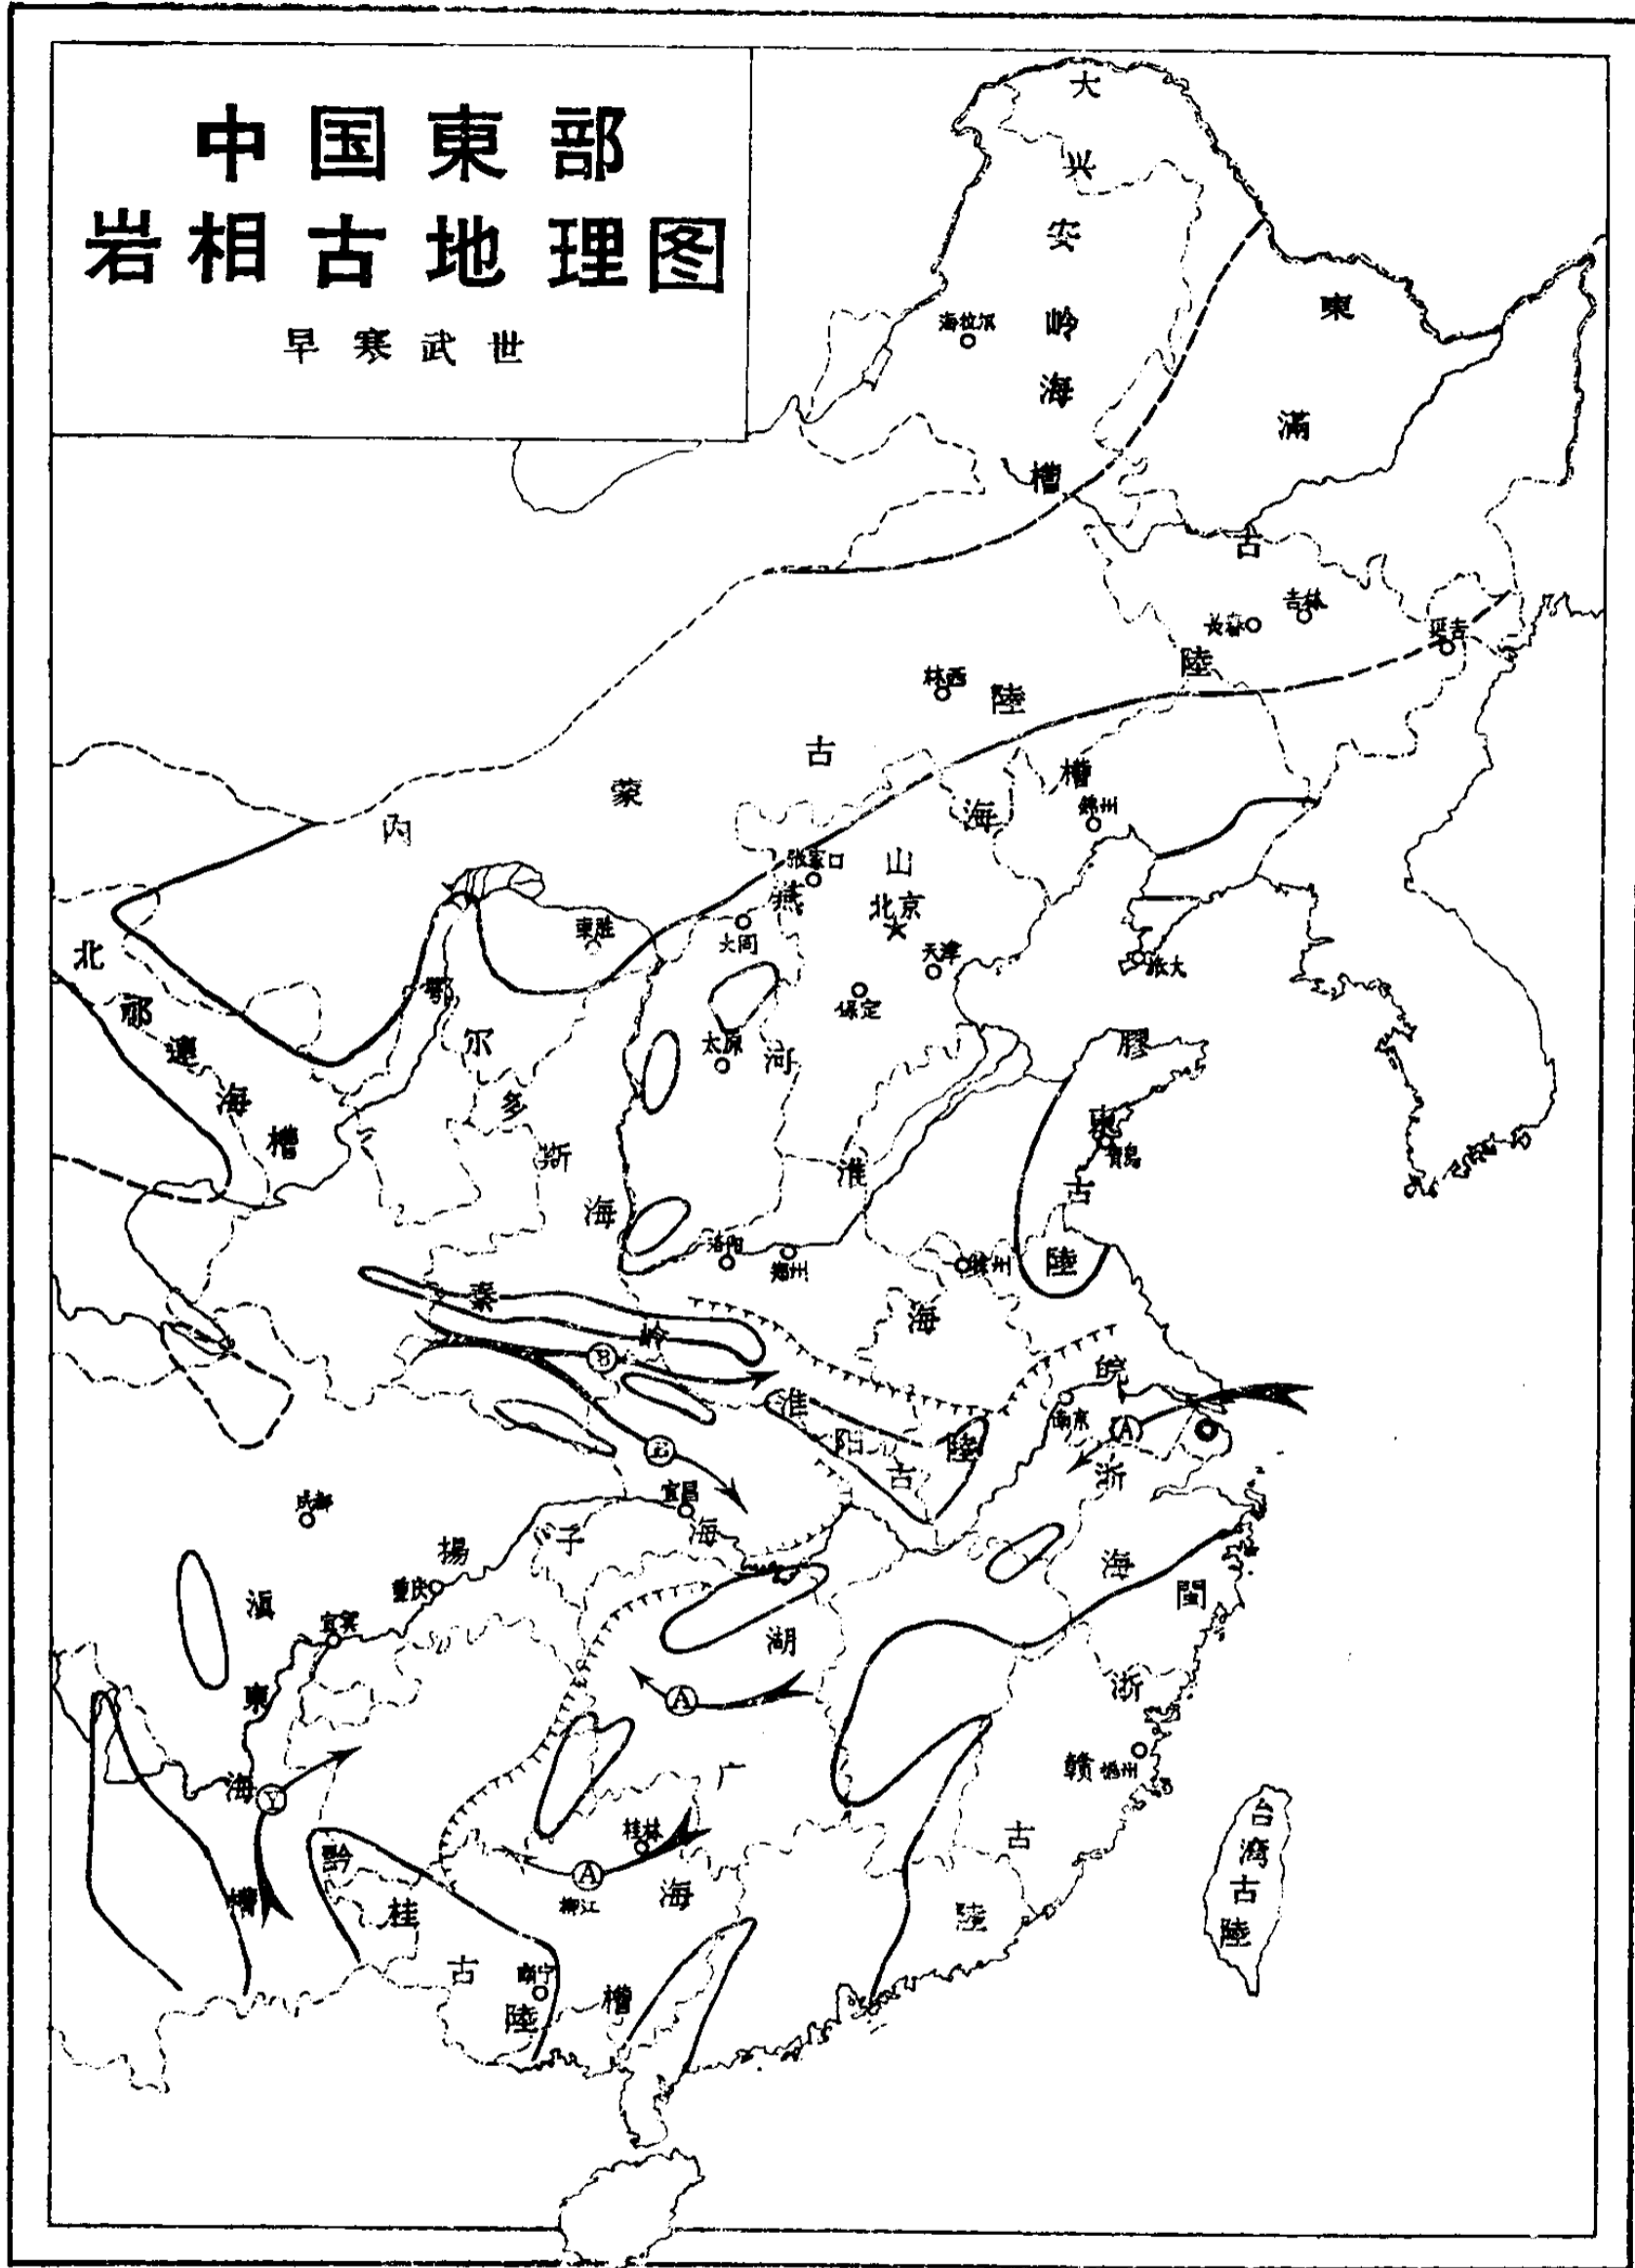 中国東部
岩相古地理图
早寒武世
大兴安岭海槽
海拉尔
東滿古陸
吉林
長春
延吉
林西
内蒙古陸
燕山海槽
錦州
张家口
北京
大同
東胜
天津
旅大
保定
太原
北祁連海槽
鄂尔多斯海
河淮海
膠東古陸
青島
洛阳
鄭州
徐州
秦岭
B
B
淮阳古陸
皖浙海
南京
A
宜昌
成都
揚子海
重庆
宜宾
滇東海槽
Y
湖广海槽
A
A
桂林
柳江
閩浙贛古陸
福州
黔桂古陸
南宁
台湾古陸